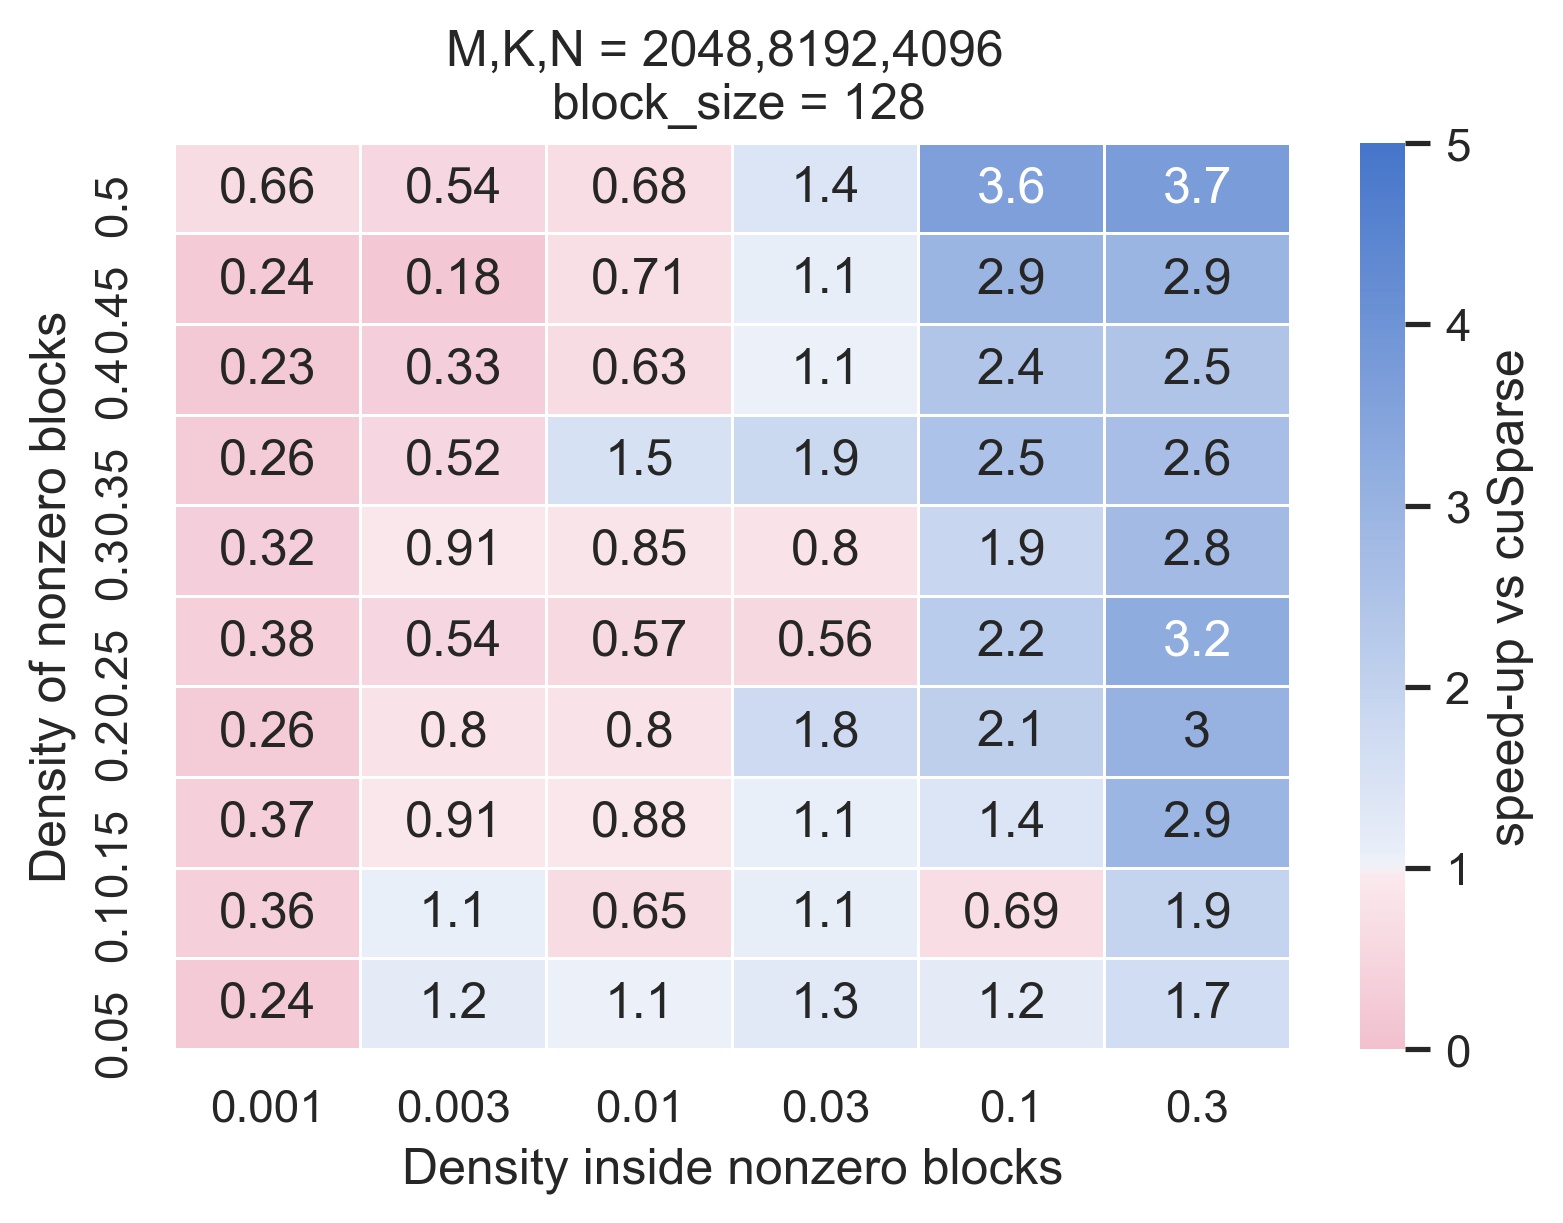 M,K,N = 2048,8192,4096
block_size = 128
Density of nonzero blocks
0.5 0.66 0.54 0.68 1.4 3.6 3.7
0.45 0.24 0.18 0.71 1.1 2.9 2.9
0.4 0.23 0.33 0.63 1.1 2.4 2.5
0.35 0.26 0.52 1.5 1.9 2.5 2.6
0.3 0.32 0.91 0.85 0.8 1.9 2.8
0.25 0.38 0.54 0.57 0.56 2.2 3.2
0.2 0.26 0.8 0.8 1.8 2.1 3
0.15 0.37 0.91 0.88 1.1 1.4 2.9
0.1 0.36 1.1 0.65 1.1 0.69 1.9
0.05 0.24 1.2 1.1 1.3 1.2 1.7
0.001 0.003 0.01 0.03 0.1 0.3
Density inside nonzero blocks
5
4
3
2
1
0
speed-up vs cuSparse